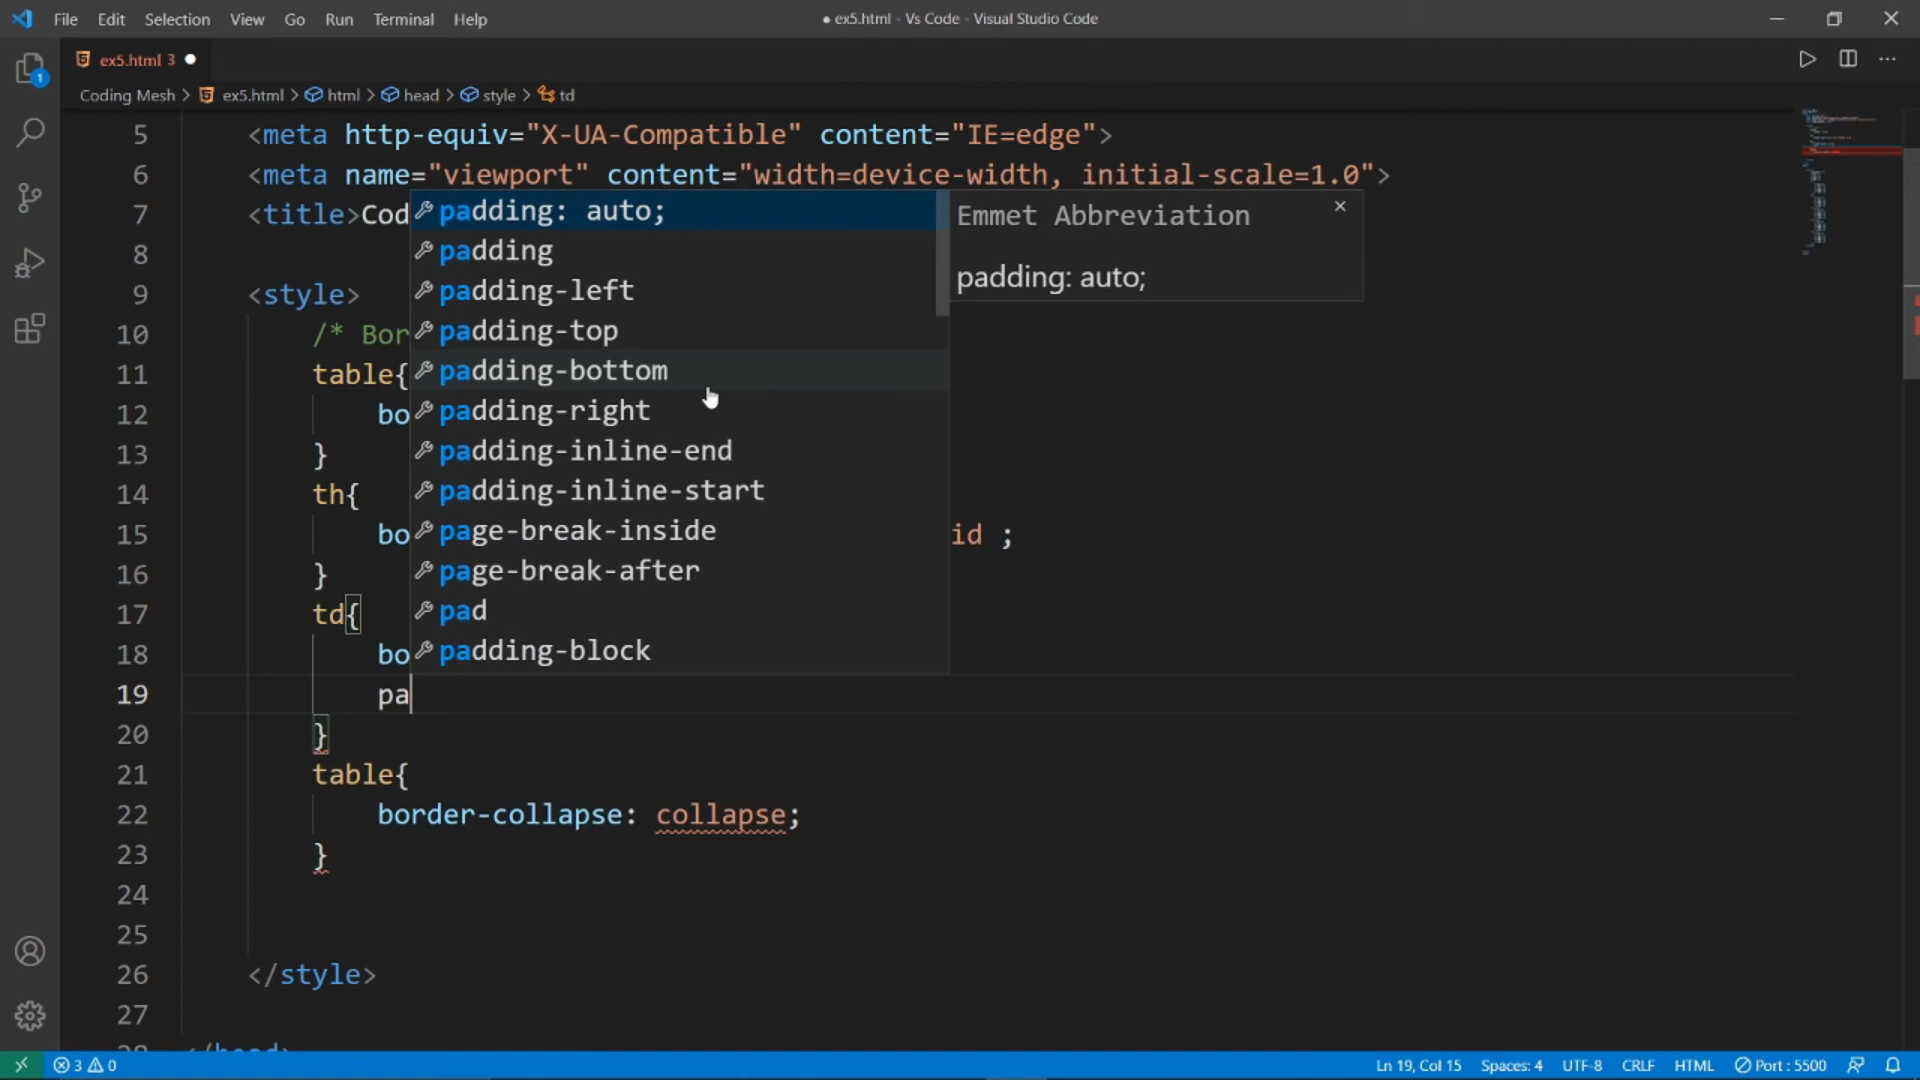 File Edit Selection View Go Run Terminal Help ● ex5.html - Vs Code - Visual Studio Code
ex5.html 3 ●
Coding Mesh > ex5.html > html > head > style > td
5 <meta http-equiv="X-UA-Compatible" content="IE=edge">
6 <meta name="viewport" content="width=device-width, initial-scale=1.0">
7 <title>Cod
8
9 <style>
10 /* Bor
11 table{
12 bo
13 }
14 th{
15 bo id ;
16 }
17 td{
18 bo
19 pa
20 }
21 table{
22 border-collapse: collapse;
23 }
24
25
26 </style>
27
padding: auto;
padding
padding-left
padding-top
padding-bottom
padding-right
padding-inline-end
padding-inline-start
page-break-inside
page-break-after
pad
padding-block
Emmet Abbreviation ×
padding: auto;
1
3 0 Ln 19, Col 15 Spaces: 4 UTF-8 CRLF HTML Port : 5500